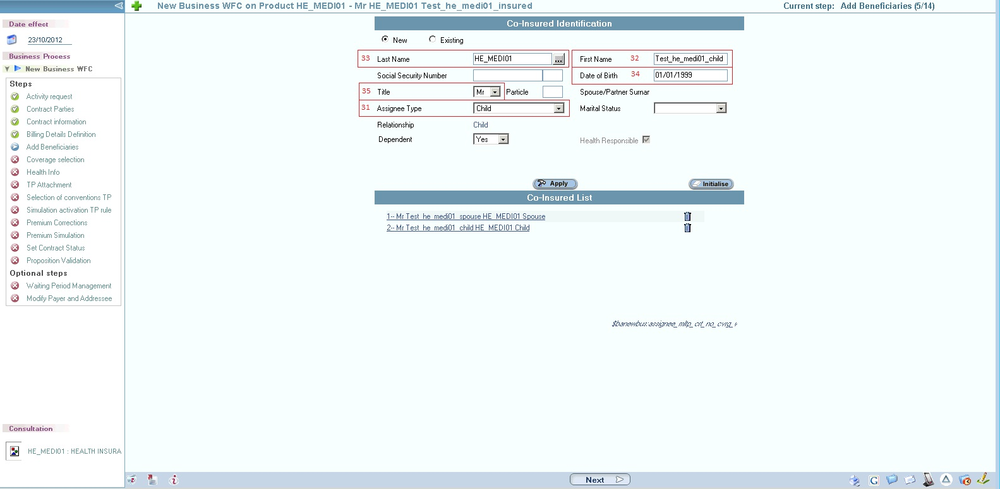 New Business WFC on Product HE_MEDI01 - Mr HE_MEDI01 Test_he_medi01_insured
Current step: Add Beneficiaries (5/14)
Date effect
23/10/2012
Business Process
New Business WFC
Steps
Activity request
Contract Parties
Contract information
Billing Details Definition
Add Beneficiaries
Coverage selection
Health Info
TP Attachment
Selection of conventions TP
Simulation activation TP rule
Premium Corrections
Premium Simulation
Set Contract Status
Proposition Validation
Optional steps
Waiting Period Management
Modify Payer and Addressee
Consultation
HE_MEDI01 : HEALTH INSURA
Co-Insured Identification
New Existing
33 Last Name HE_MEDI01 ... First Name 32 Test_he_medi01_child
Social Security Number Date of Birth 34 01/01/1999
35 Title Mr Particle Spouse/Partner Surnar
31 Assignee Type Child Marital Status
Relationship Child
Dependent Yes Health Responsible
Apply Initialise
Co-Insured List
1-- Mr Test_he_medi01_spouse HE_MEDI01 Spouse
2-- Mr Test_he_medi01_child HE_MEDI01 Child
$banewbus:assignee_mltp_crt_no_cvrg_v
Next
G